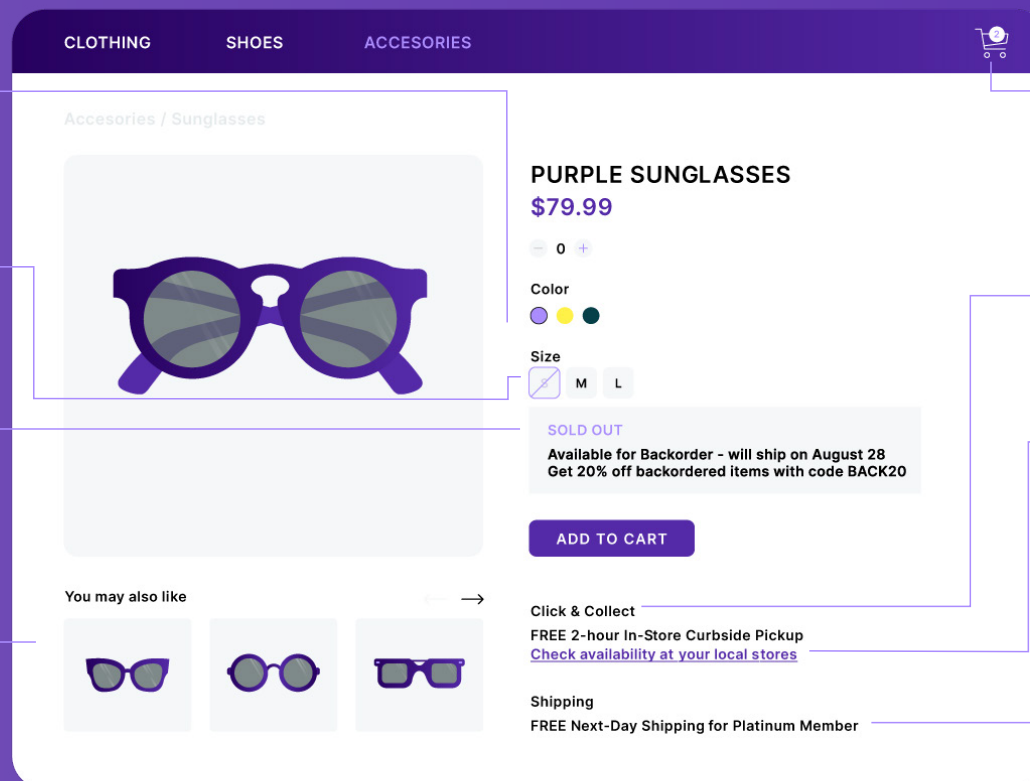 CLOTHING SHOES ACCESORIES 2
Accesories / Sunglasses
PURPLE SUNGLASSES
$79.99
− 0 +
Color
Size
S M L
SOLD OUT
Available for Backorder - will ship on August 28
Get 20% off backordered items with code BACK20
ADD TO CART
You may also like
Click & Collect
FREE 2-hour In-Store Curbside Pickup
Check availability at your local stores
Shipping
FREE Next-Day Shipping for Platinum Member